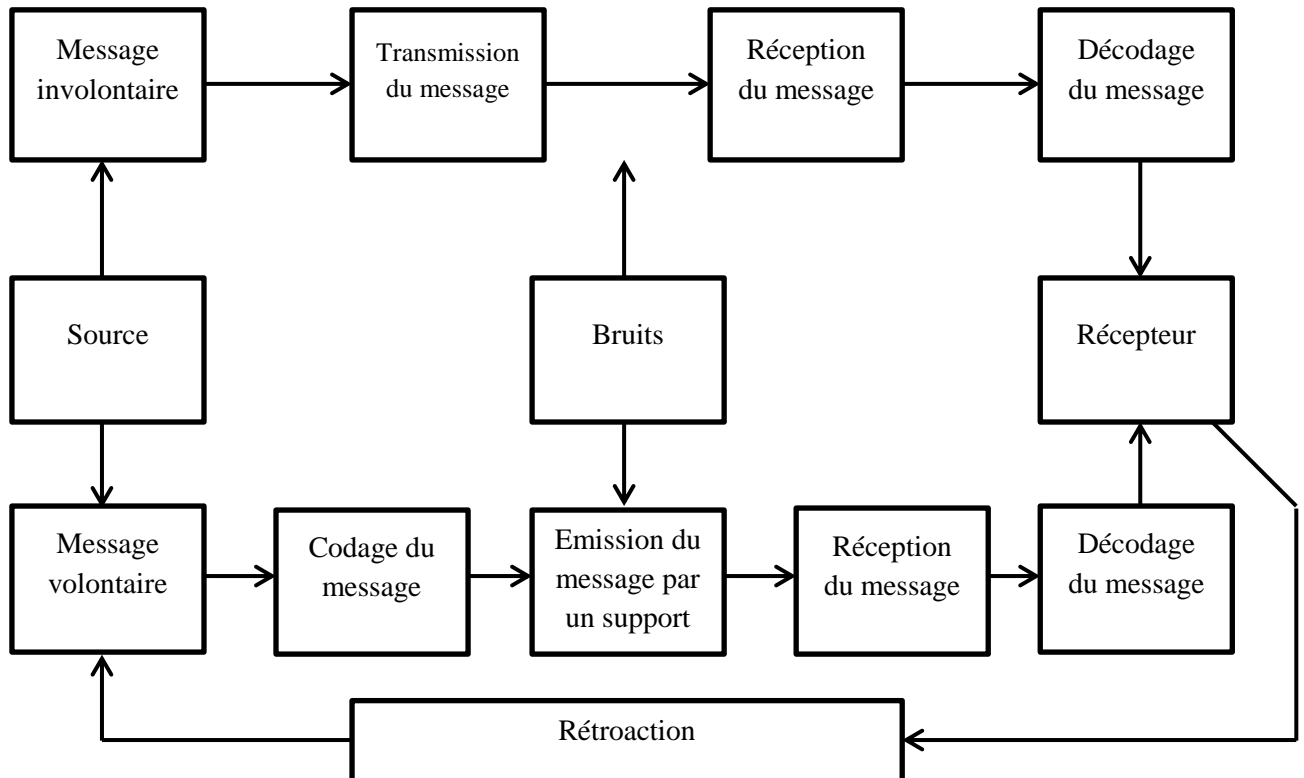 Message
involontaire
Transmission
du message
Réception
du message
Décodage
du message
Source
Bruits
Récepteur
Message
volontaire
Codage du
message
Emission du
message par
un support
Réception
du message
Décodage
du message
Rétroaction